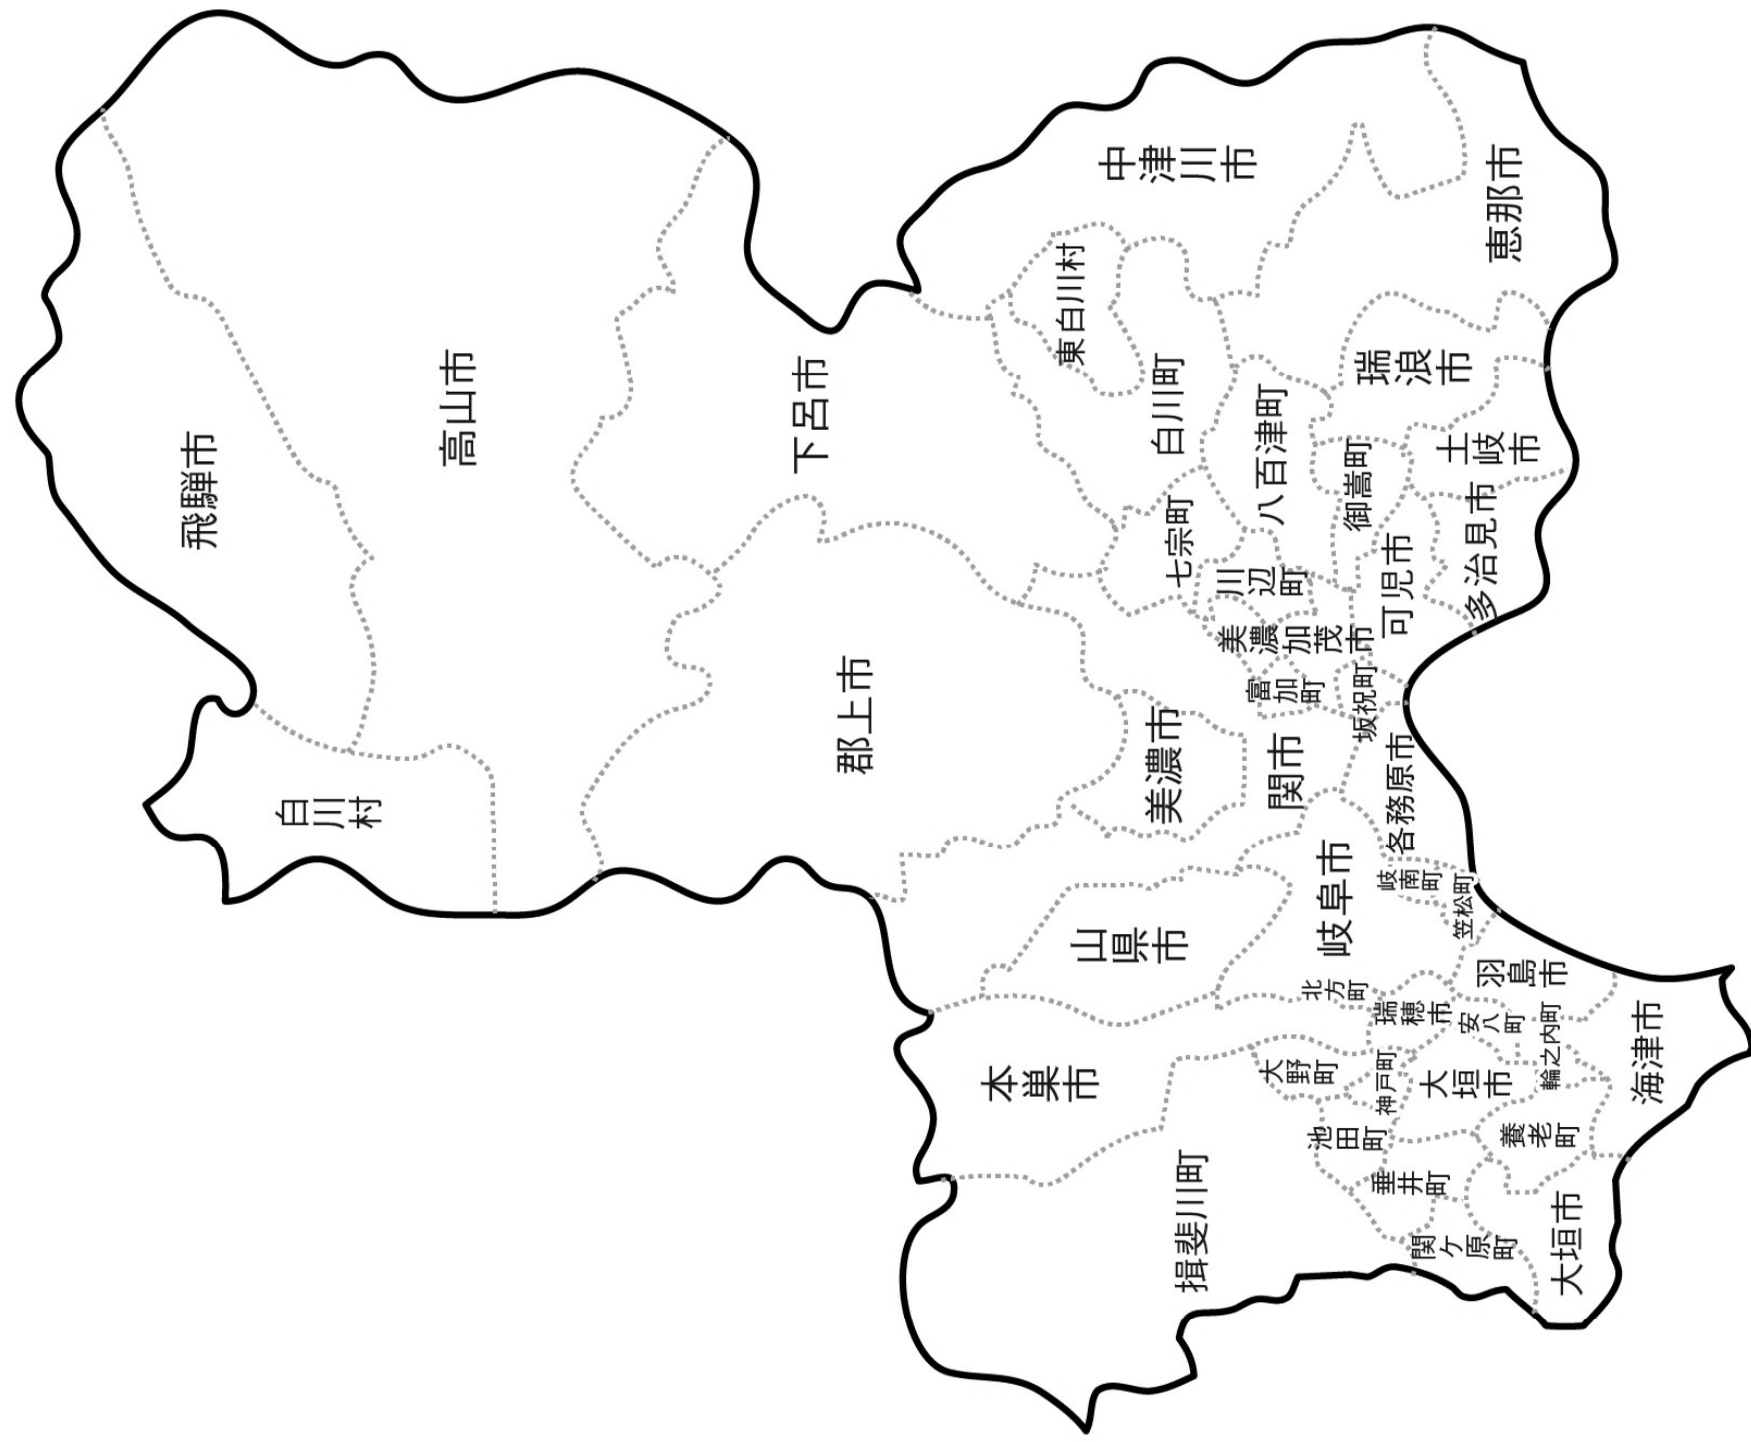 飛騨市
白川村
高山市
下呂市
郡上市
本巣市
東白川村
山県市
美濃市
白川町
中津川市
七宗町
揖斐川町
川辺町
八百津町
関市
富加町
美濃加茂市
大野町
北方町
岐阜市
池田町
御嵩町
坂祝町
神戸町
可児市
各務原市
垂井町
岐南町
瑞穂市
瑞浪市
関ケ原町
笠松町
大垣市
多治見市
土岐市
安八町
恵那市
羽島市
養老町
輪之内町
大垣市
海津市